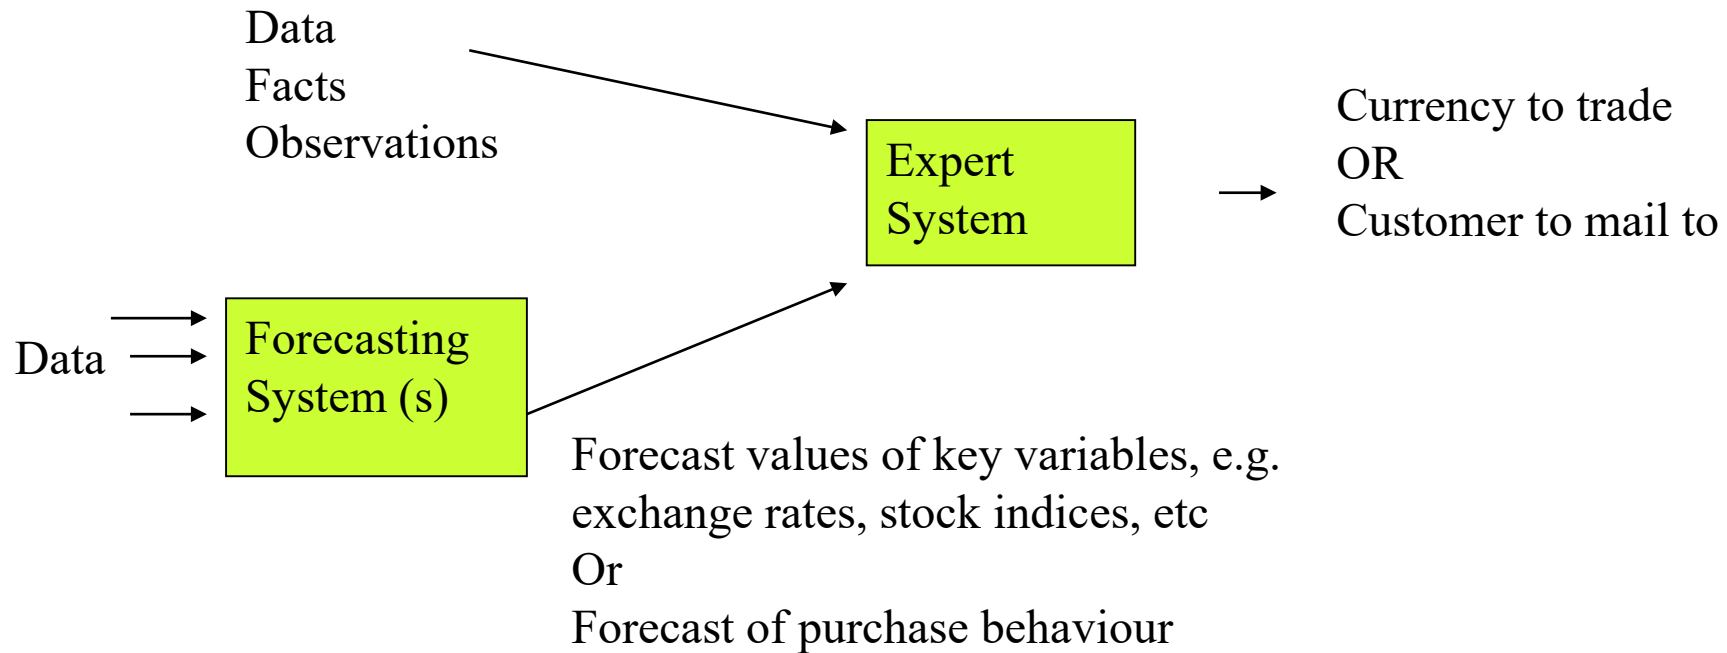 Data
Facts
Observations
Expert
System
Currency to trade
OR
Customer to mail to
Data
Forecasting
System (s)
Forecast values of key variables, e.g.
exchange rates, stock indices, etc
Or
Forecast of purchase behaviour